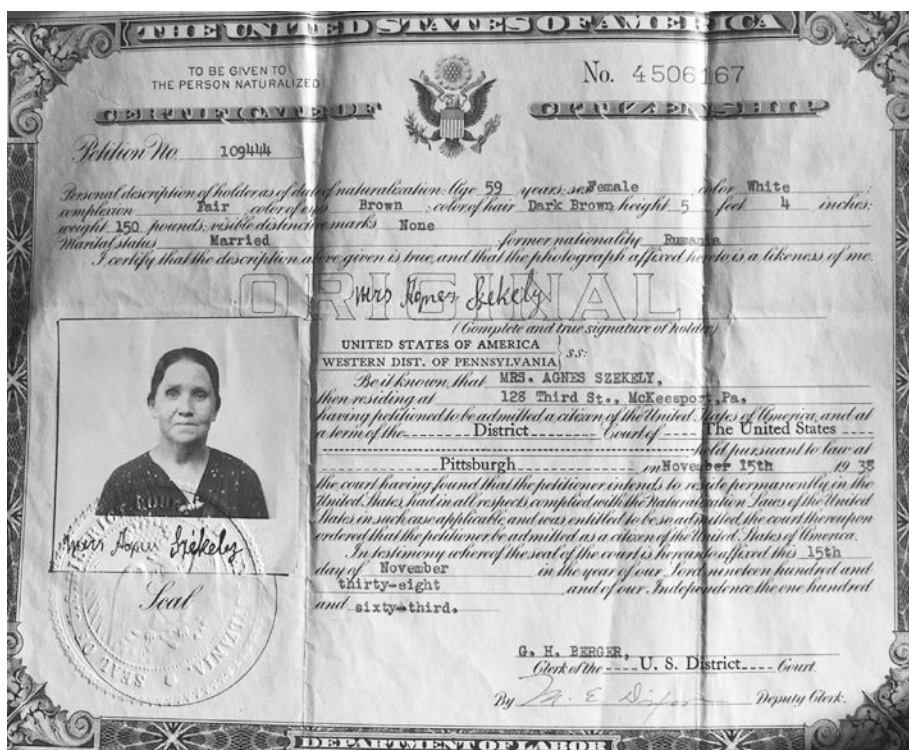 THE UNITED STATES OF AMERICA
TO BE GIVEN TO
THE PERSON NATURALIZED
No. 4506167
CERTIFICATE OF CITIZENSHIP
Petition No 109444
Personal description of holder as of date of naturalization: Age 59 years; sex Female color White
complexion Fair color of eyes Brown ; color of hair Dark Brown height 5 feet 4 inches;
weight 150 pounds; visible distinctive marks None
Marital status Married former nationality Rumania
I certify that the description above given is true, and that the photograph affixed hereto is a likeness of me.
ORIGINAL
Mrs Agnes Székely
(Complete and true signature of holder)
UNITED STATES OF AMERICA
WESTERN DIST. OF PENNSYLVANIA } s.s:
Be it known that MRS. AGNES SZEKELY,
then residing at 128 Third St., McKeesport, Pa.
having petitioned to be admitted a citizen of the United States of America, and at
a term of the District Court of The United States
held pursuant to law at
Pittsburgh on November 15th 1938
the court having found that the petitioner intends to reside permanently in the
United States, had in all respects complied with the Naturalization Laws of the United
States in such case applicable, and was entitled to be so admitted, the court thereupon
ordered that the petitioner be admitted as a citizen of the United States of America.
In testimony whereof the seal of the court is hereunto affixed this 15th
day of November in the year of our Lord nineteen hundred and
thirty-eight and of our Independence the one hundred
and sixty-third.
Mrs Agnes Székely
Seal
G. H. BERGER,
Clerk of the U. S. District Court.
By M. E. Deputy Clerk.
DEPARTMENT OF LABOR